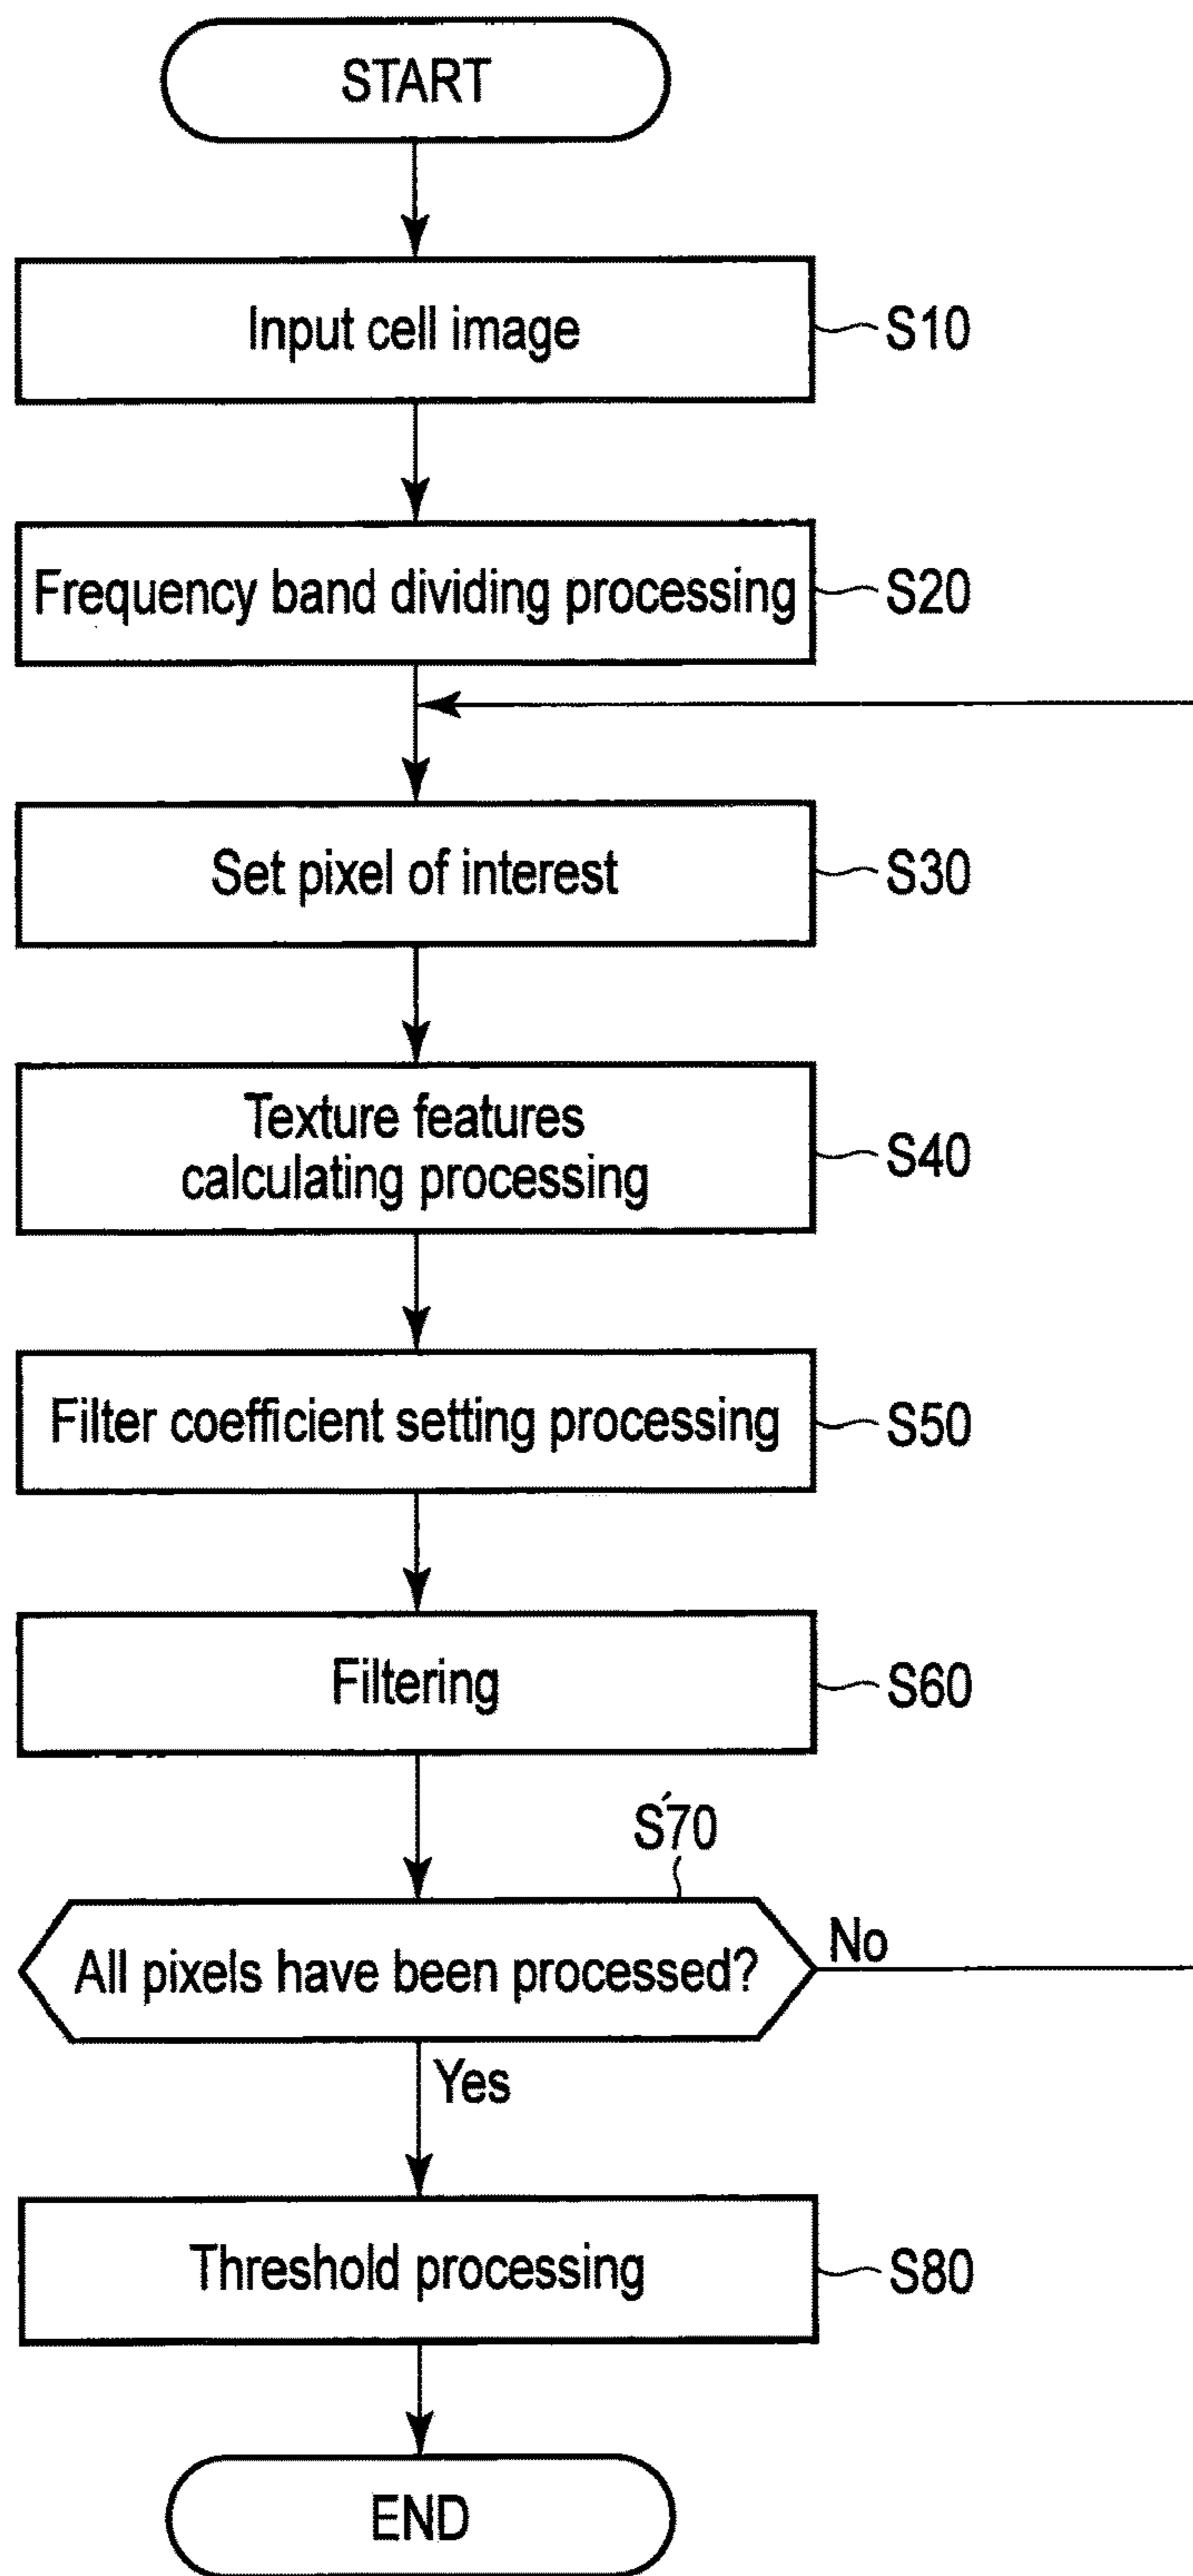 START
Input cell image
S10
Frequency band dividing processing
S20
Set pixel of interest
S30
Texture features
calculating processing
S40
Filter coefficient setting processing
S50
Filtering
S60
S70
All pixels have been processed?
No
Yes
Threshold processing
S80
END